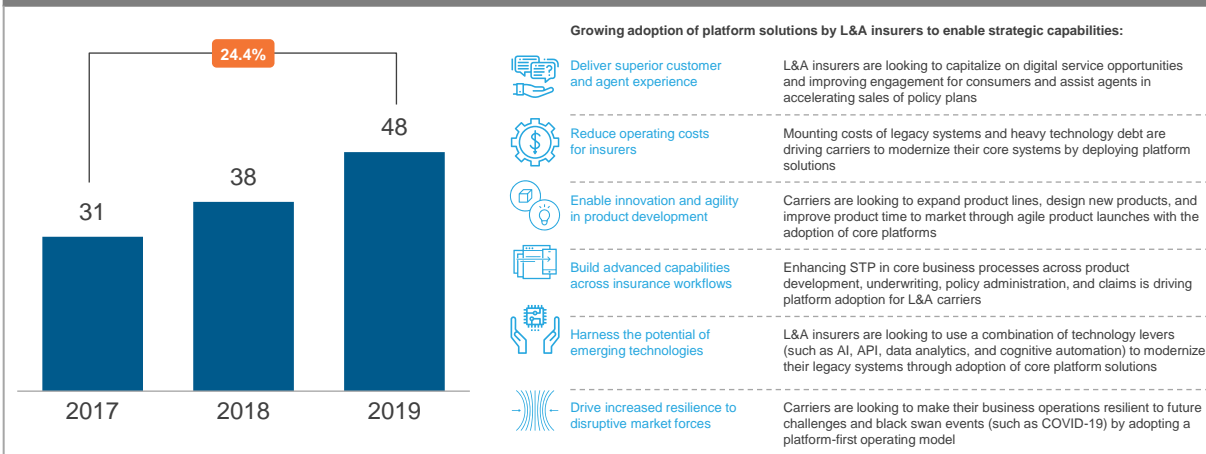 24.4%
31
38
48
2017
2018
2019
Growing adoption of platform solutions by L&A insurers to enable strategic capabilities:
Deliver superior customer
and agent experience
L&A insurers are looking to capitalize on digital service opportunities
and improving engagement for consumers and assist agents in
accelerating sales of policy plans
Reduce operating costs
for insurers
Mounting costs of legacy systems and heavy technology debt are
driving carriers to modernize their core systems by deploying platform
solutions
Enable innovation and agility
in product development
Carriers are looking to expand product lines, design new products, and
improve product time to market through agile product launches with the
adoption of core platforms
Build advanced capabilities
across insurance workflows
Enhancing STP in core business processes across product
development, underwriting, policy administration, and claims is driving
platform adoption for L&A carriers
Harness the potential of
emerging technologies
L&A insurers are looking to use a combination of technology levers
(such as AI, API, data analytics, and cognitive automation) to modernize
their legacy systems through adoption of core platform solutions
Drive increased resilience to
disruptive market forces
Carriers are looking to make their business operations resilient to future
challenges and black swan events (such as COVID-19) by adopting a
platform-first operating model